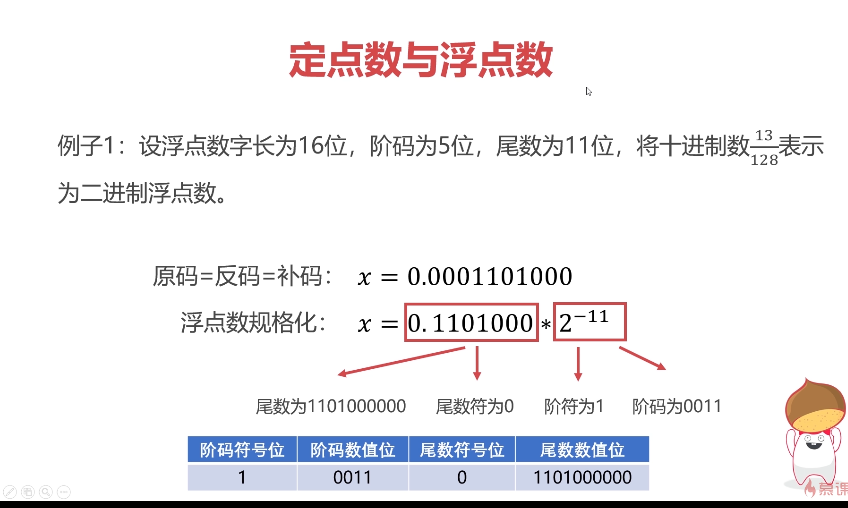 定点数与浮点数
例子1：设浮点数字长为16位，阶码为5位，尾数为11位，将十进制数13/128表示
为二进制浮点数。
原码=反码=补码： x = 0.0001101000
浮点数规格化： x = 0.1101000 * 2⁻¹¹
尾数为1101000000 尾数符为0 阶符为1 阶码为0011
阶码符号位 阶码数值位 尾数符号位 尾数数值位
1 0011 0 1101000000
慕课